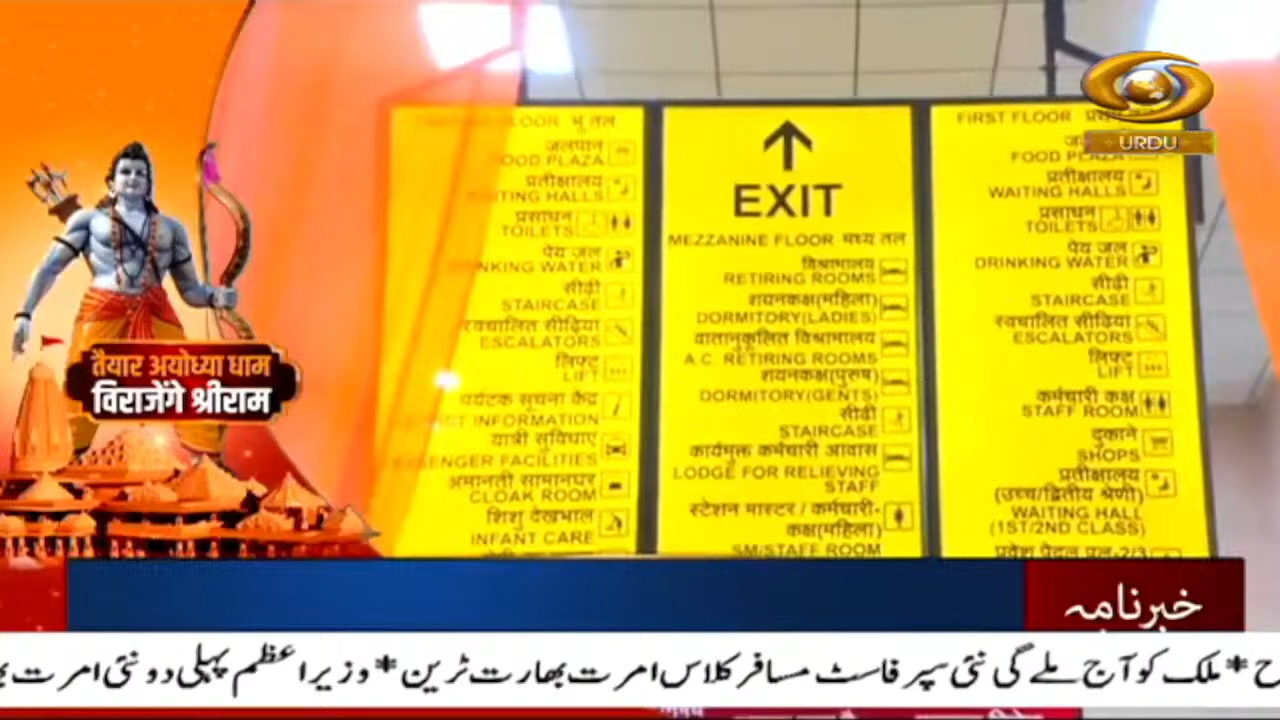 URDU
तैयार अयोध्या धाम
विराजेंगे श्रीराम
FLOOR भू तल
जलपान
FOOD PLAZA
प्रतीक्षालय
WAITING HALLS
प्रसाधन
TOILETS
पेय जल
DRINKING WATER
सीढ़ी
STAIRCASE
स्वचालित सीढ़िया
ESCALATORS
लिफ्ट
LIFT
पर्यटक सूचना केंद्र
INFORMATION
यात्री सुविधाए
FACILITIES
अमानती सामानघर
CLOAK ROOM
शिशु देखभाल
INFANT CARE
EXIT
MEZZANINE FLOOR मध्य तल
विश्रामालय
RETIRING ROOMS
शयनकक्ष(महिला)
DORMITORY(LADIES)
वातानुकूलित विश्रामालय
A.C. RETIRING ROOMS
शयनकक्ष(पुरुष)
DORMITORY(GENTS)
सीढी
STAIRCASE
कार्यमुक्त कर्मचारी आवास
LODGE FOR RELIEVING
STAFF
स्टेशन मास्टर / कर्मचारी-
कक्ष(महिला)
SM/STAFF ROOM
FIRST FLOOR
FOOD PLAZA
प्रतीक्षालय
WAITING HALLS
प्रसाधन
TOILETS
पेय जल
DRINKING WATER
सीढ़ी
STAIRCASE
स्वचालित सीढ़िया
ESCALATORS
लिफ्ट
LIFT
कर्मचारी कक्ष
STAFF ROOM
दुकाने
SHOPS
प्रतीक्षालय
(उच्च/द्वितीय श्रेणी)
WAITING HALL
(1ST/2ND CLASS)
प्रवेश पैदल पुल-2/3
خبرنامہ
* ملک کو آج ملے گی نئی سپر فاسٹ مسافر کلاس امرت بھارت ٹرین * وزیر اعظم پہلی دو نئی امرت